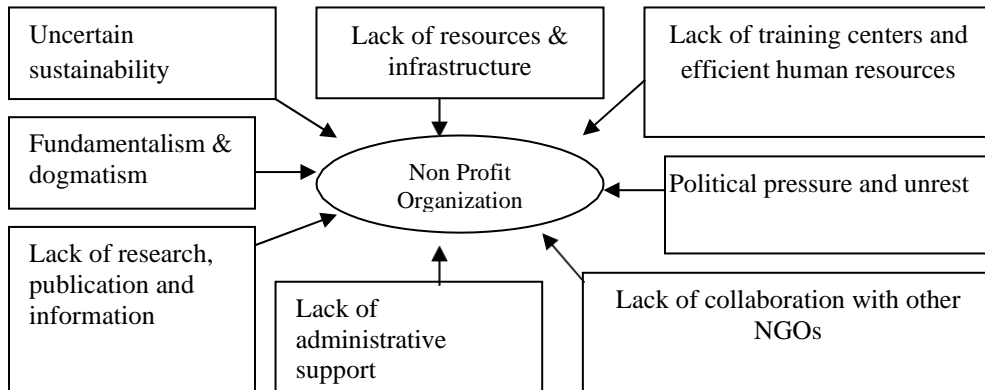 Uncertain
sustainability
Lack of resources &
infrastructure
Lack of training centers and
efficient human resources
Fundamentalism &
dogmatism
Non Profit
Organization
Political pressure and unrest
Lack of research,
publication and
information
Lack of
administrative
support
Lack of collaboration with other
NGOs